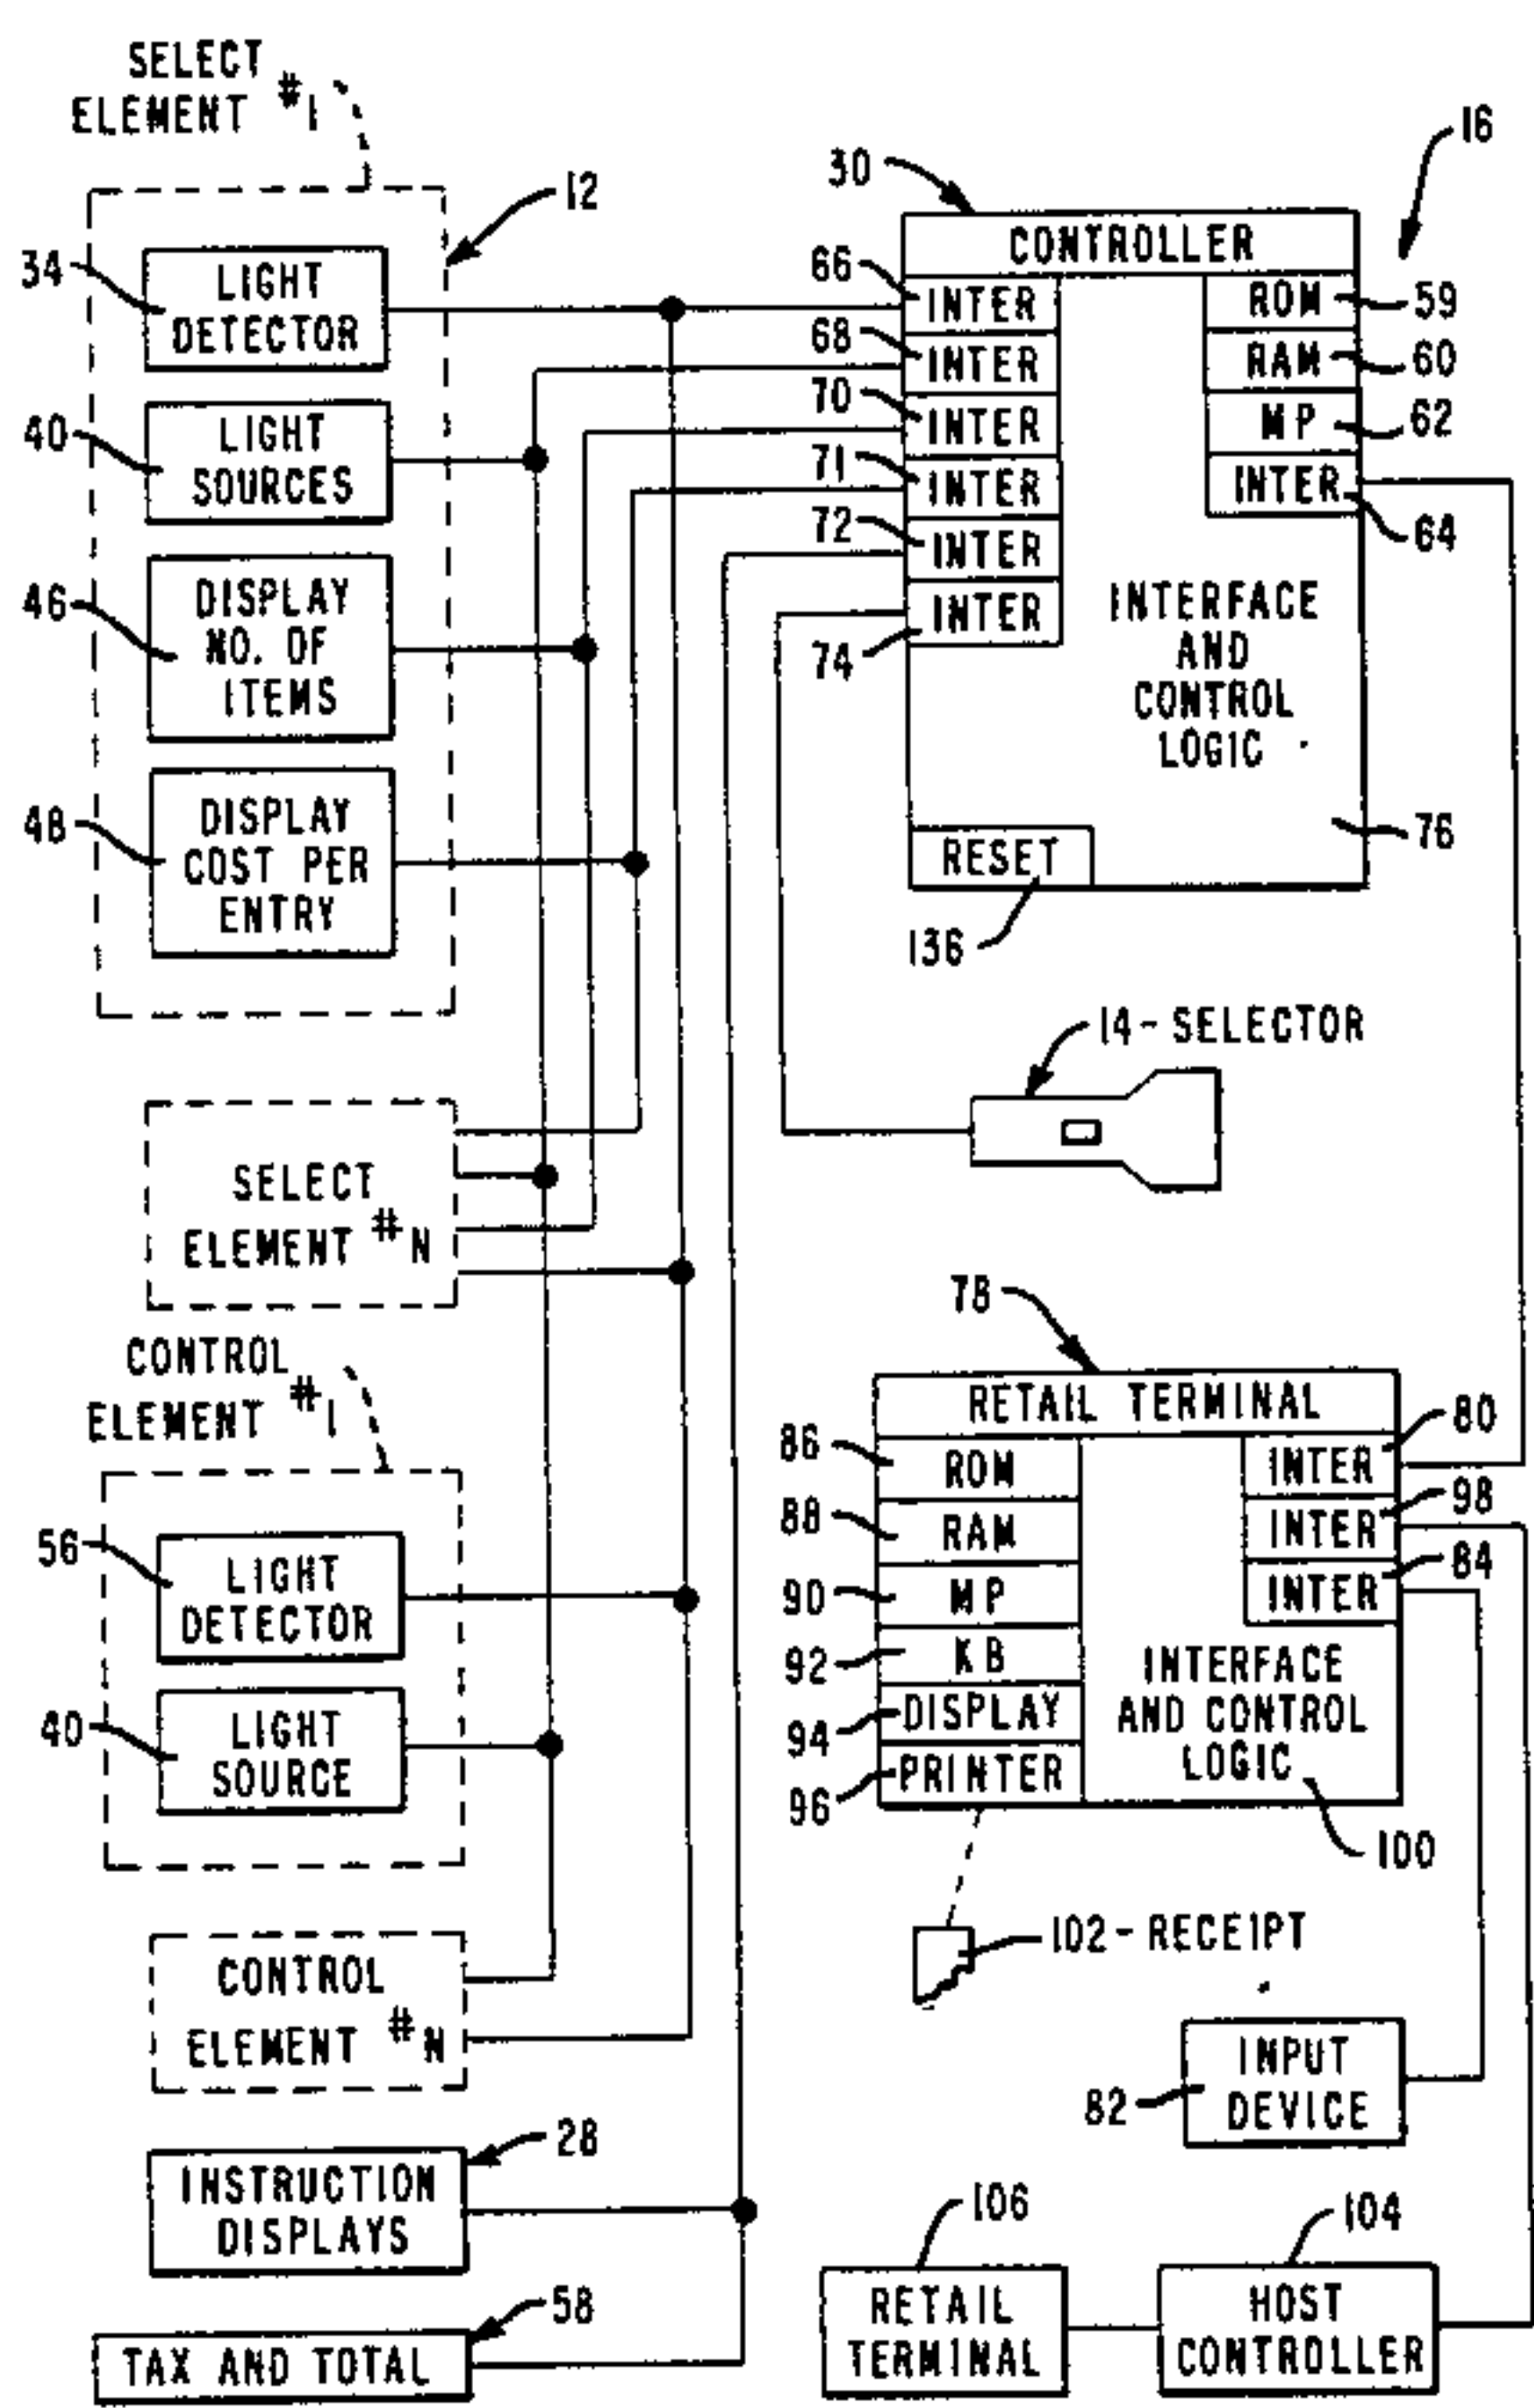 SELECT
ELEMENT #1
12
34
LIGHT
DETECTOR
40
LIGHT
SOURCES
46
DISPLAY
NO. OF
ITEMS
48
DISPLAY
COST PER
ENTRY
SELECT
ELEMENT #N
CONTROL
ELEMENT #1
56
LIGHT
DETECTOR
40
LIGHT
SOURCE
CONTROL
ELEMENT #N
28
INSTRUCTION
DISPLAYS
58
TAX AND TOTAL
16
30
CONTROLLER
66 INTER
68 INTER
70 INTER
71 INTER
72 INTER
74 INTER
ROM 59
RAM 60
MP 62
INTER 64
INTERFACE
AND
CONTROL
LOGIC
76
RESET
136
14-SELECTOR
78
RETAIL TERMINAL
86 ROM
88 RAM
90 MP
92 KB
94 DISPLAY
96 PRINTER
INTER 80
INTER 98
INTER 84
INTERFACE
AND CONTROL
LOGIC
100
102-RECEIPT
82
INPUT
DEVICE
106
RETAIL
TERMINAL
104
HOST
CONTROLLER